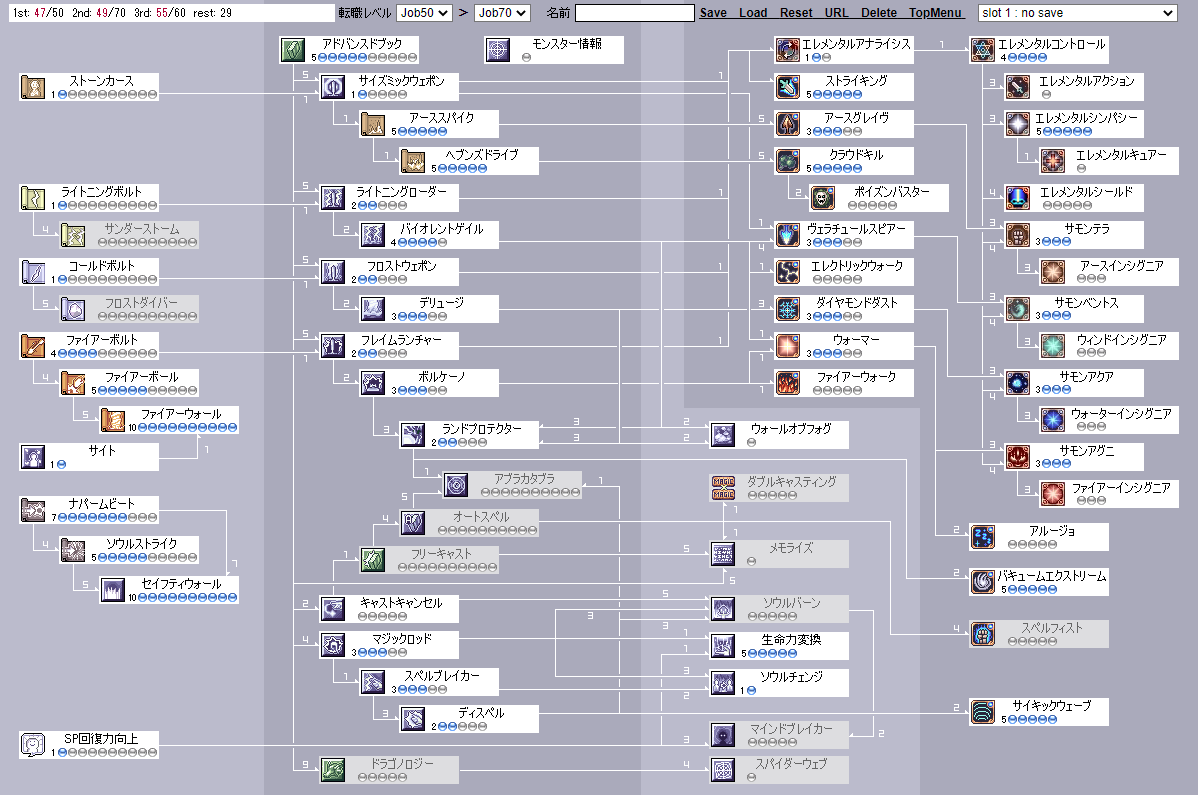 1st: 47/50 2nd: 49/70 3rd: 55/60 rest: 29 転職レベル Job50 > Job70 名前 Save Load Reset URL Delete TopMenu slot 1 : no save
アドバンスドブック 5
モンスター情報
エレメンタルアナライシス 1
エレメンタルコントロール 4
ストーンカース 1
サイズミックウェポン 1
ストライキング 5
エレメンタルアクション
アーススパイク 5
アースグレイヴ 3
エレメンタルシンパシー 5
ヘブンズドライブ 5
クラウドキル 5
エレメンタルキュアー
ライトニングボルト 1
ライトニングローダー 2
ポイズンバスター
エレメンタルシールド
サンダーストーム
バイオレントゲイル 4
ヴェラチュールスピアー 3
サモンテラ 3
コールドボルト 1
フロストウェポン 2
エレクトリックウォーク
アースインシグニア
フロストダイバー
デリュージ 3
ダイヤモンドダスト 3
サモンベントス 3
ファイアーボルト 4
フレイムランチャー 2
ウォーマー 3
ウィンドインシグニア
ファイアーボール 5
ボルケーノ 3
ファイアーウォーク
サモンアクア 3
ファイアーウォール 10
ランドプロテクター 2
ウォールオブフォグ
ウォーターインシグニア
サイト 1
サモンアグニ 3
アブラカタブラ
ダブルキャスティング
ファイアーインシグニア
ナパームビート 7
オートスペル
アルージョ
ソウルストライク 5
フリーキャスト
メモライズ
セイフティウォール 10
バキュームエクストリーム 5
キャストキャンセル
ソウルバーン
スペルフィスト
マジックロッド 3
生命力変換 5
スペルブレイカー 3
ソウルチェンジ 1
ディスペル 2
サイキックウェーブ 5
SP回復力向上 1
マインドブレイカー
ドラゴノロジー
スパイダーウェブ